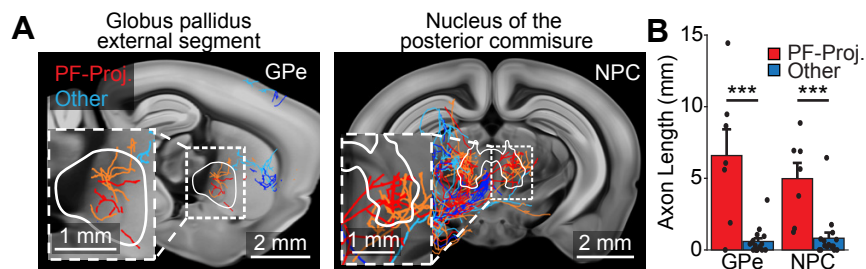 A
Globus pallidus
external segment
PF-Proj.
Other
GPe
1 mm
2 mm
Nucleus of the
posterior commisure
NPC
1 mm
2 mm
B
PF-Proj.
Other
Axon Length (mm)
15
10
5
0
***
***
GPe
NPC